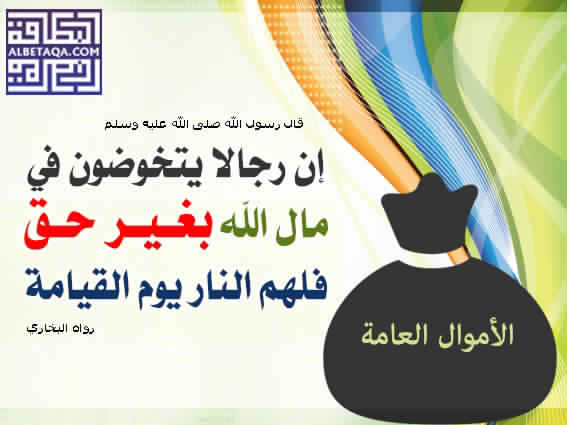 البطاقة
ALBETAQA.COM
قال رسول الله صلى الله عليه وسلم
إن رجالا يتخوضون في
مال الله بغير حق
فلهم النار يوم القيامة
رواه البخاري
الأموال العامة